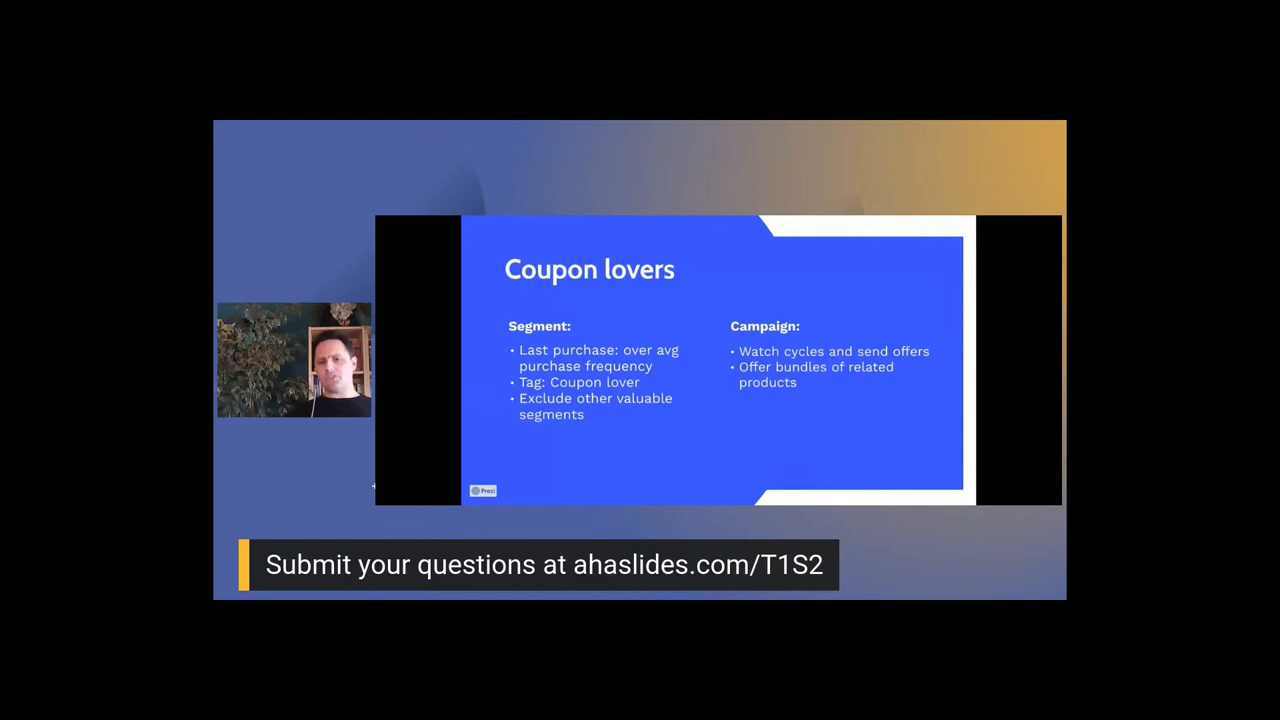 Coupon lovers
Segment:
• Last purchase: over avg
purchase frequency
• Tag: Coupon lover
• Exclude other valuable
segments
Campaign:
• Watch cycles and send offers
• Offer bundles of related
products
Prezi
Submit your questions at ahaslides.com/T1S2